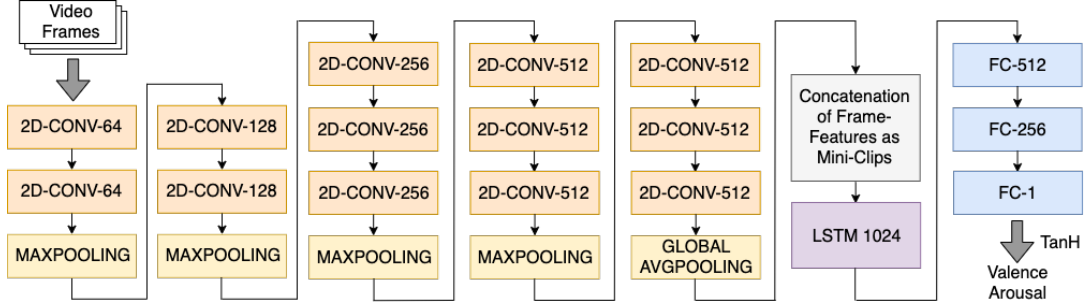 Video
Frames
2D-CONV-64
2D-CONV-64
MAXPOOLING
2D-CONV-128
2D-CONV-128
MAXPOOLING
2D-CONV-256
2D-CONV-256
2D-CONV-256
MAXPOOLING
2D-CONV-512
2D-CONV-512
2D-CONV-512
MAXPOOLING
2D-CONV-512
2D-CONV-512
2D-CONV-512
GLOBAL
AVGPOOLING
Concatenation
of Frame-
Features as
Mini-Clips
LSTM 1024
FC-512
FC-256
FC-1
TanH
Valence
Arousal